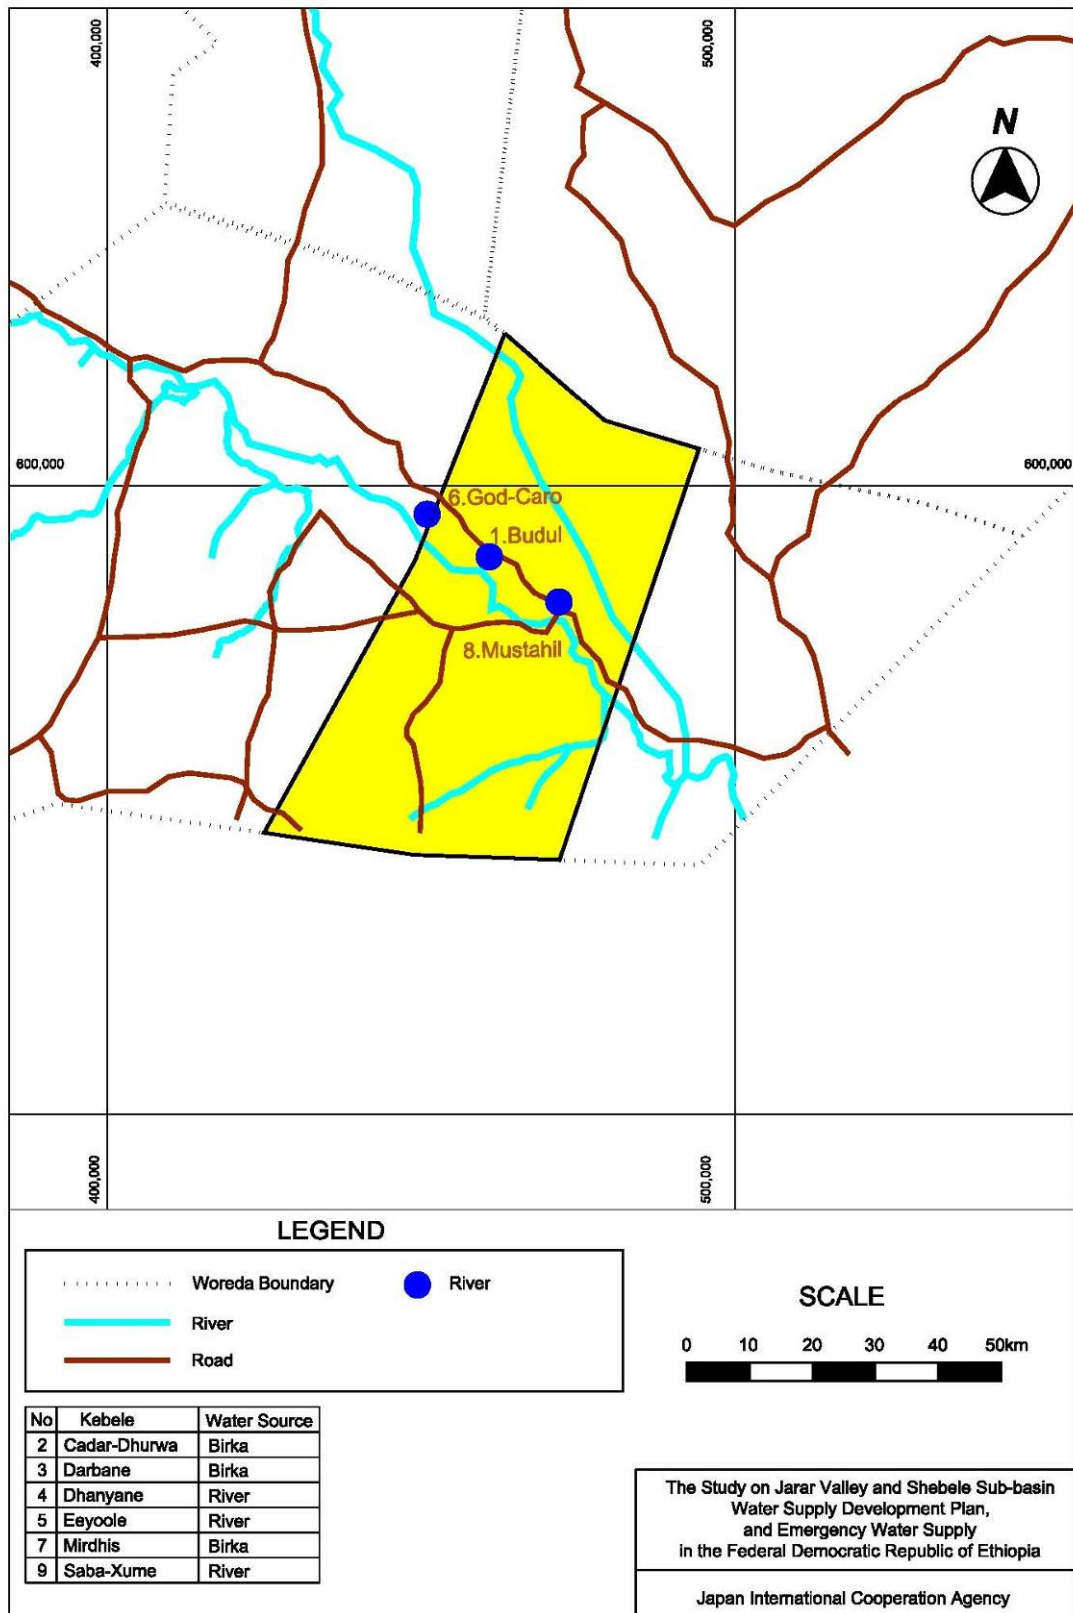 400,000
500,000
N
600,000
600,000
6.God-Caro
1.Budul
8.Mustahil
400,000
500,000
LEGEND
Woreda Boundary
River
River
Road
SCALE
0 10 20 30 40 50km
No Kebele Water Source
2 Cadar-Dhurwa Birka
3 Darbane Birka
4 Dhanyane River
5 Eeyoole River
7 Mirdhis Birka
9 Saba-Xume River
The Study on Jarar Valley and Shebele Sub-basin
Water Supply Development Plan,
and Emergency Water Supply
in the Federal Democratic Republic of Ethiopia
Japan International Cooperation Agency